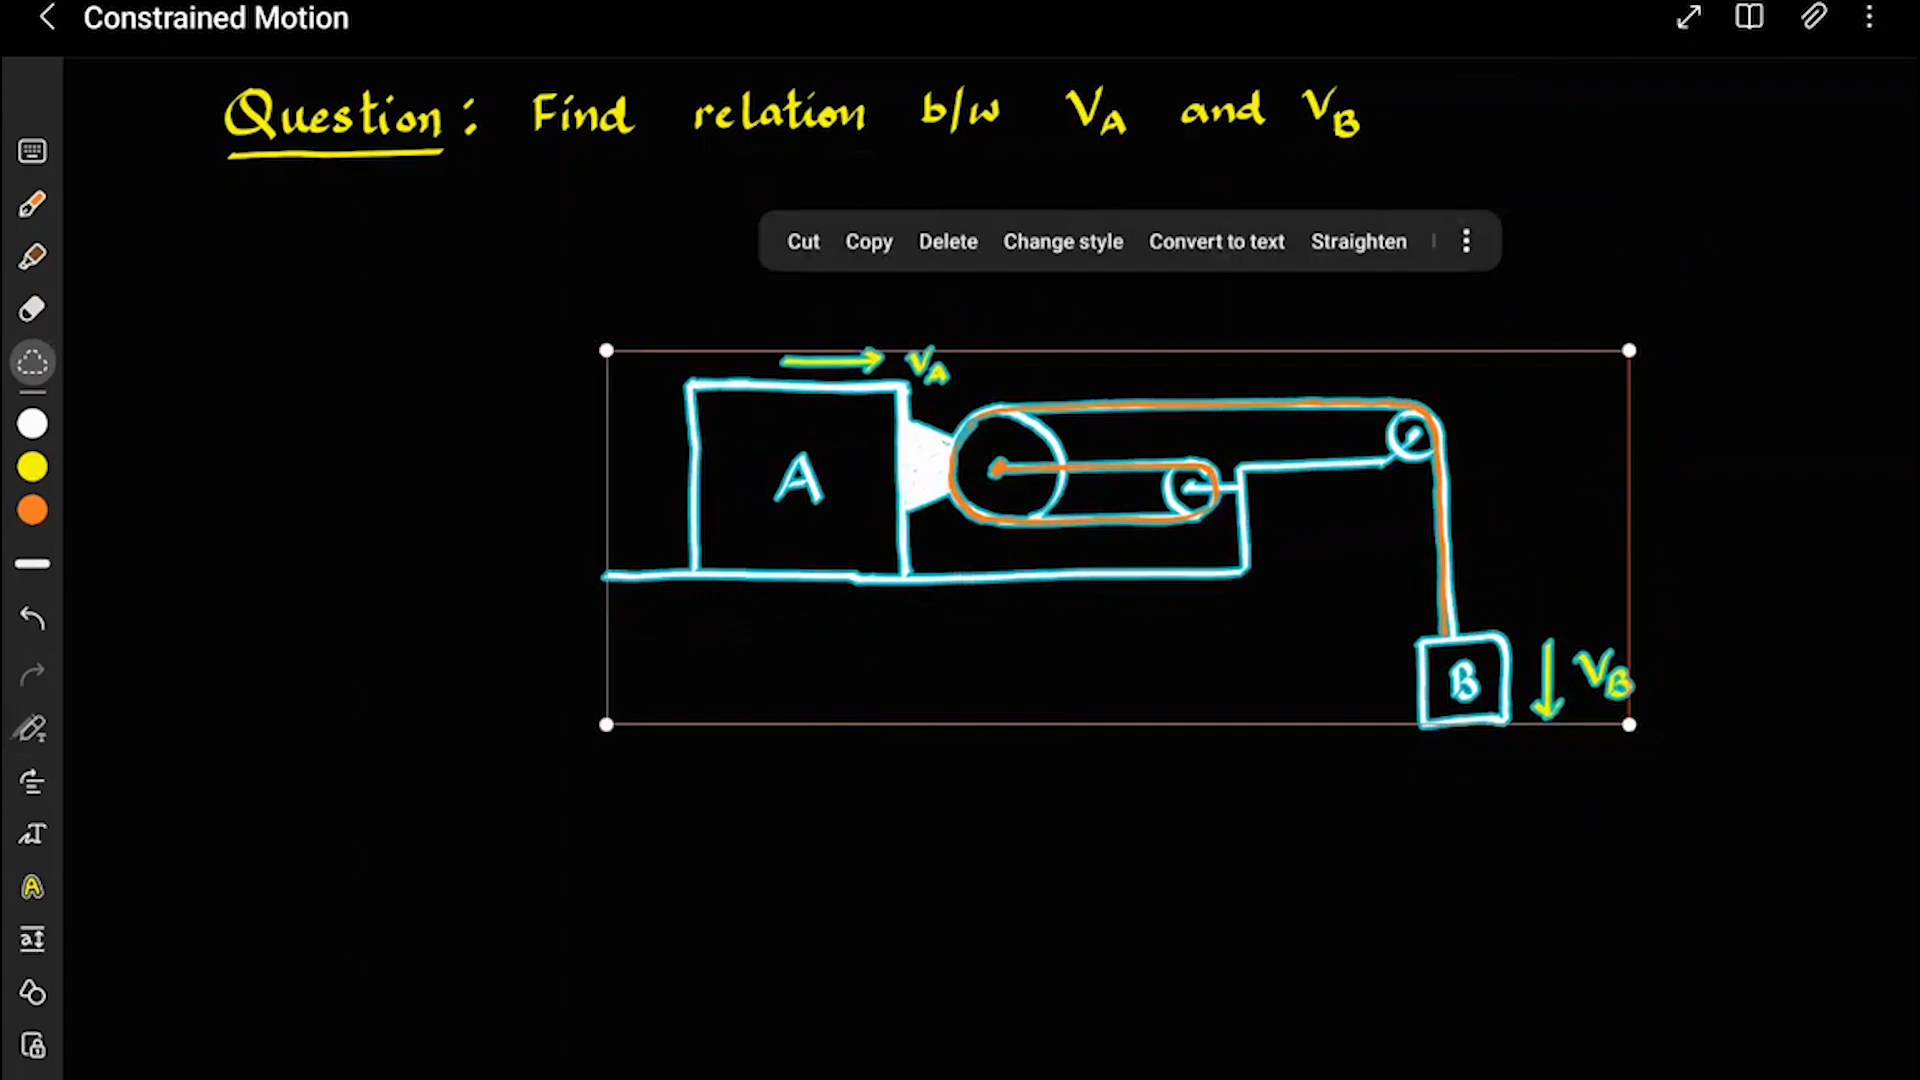 Constrained Motion
Question: Find relation b/w VA and VB
Cut Copy Delete Change style Convert to text Straighten
VA
A
B
VB